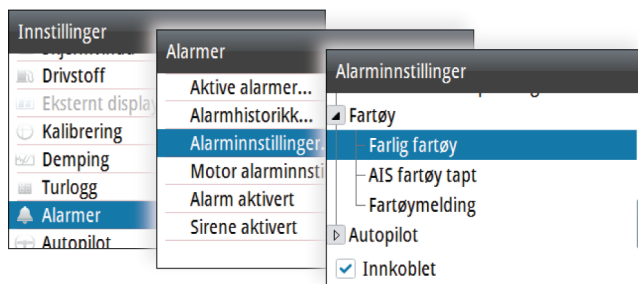 Innstillinger
Drivstoff
Eksternt display
Kalibrering
Demping
Turlogg
Alarmer
Autopilot
Alarmer
Aktive alarmer...
Alarmhistorikk...
Alarminnstillinger.
Motor alarminnsti
Alarm aktivert
Sirene aktivert
Alarminnstillinger
Fartøy
Farlig fartøy
AIS fartøy tapt
Fartøymelding
Autopilot
Innkoblet